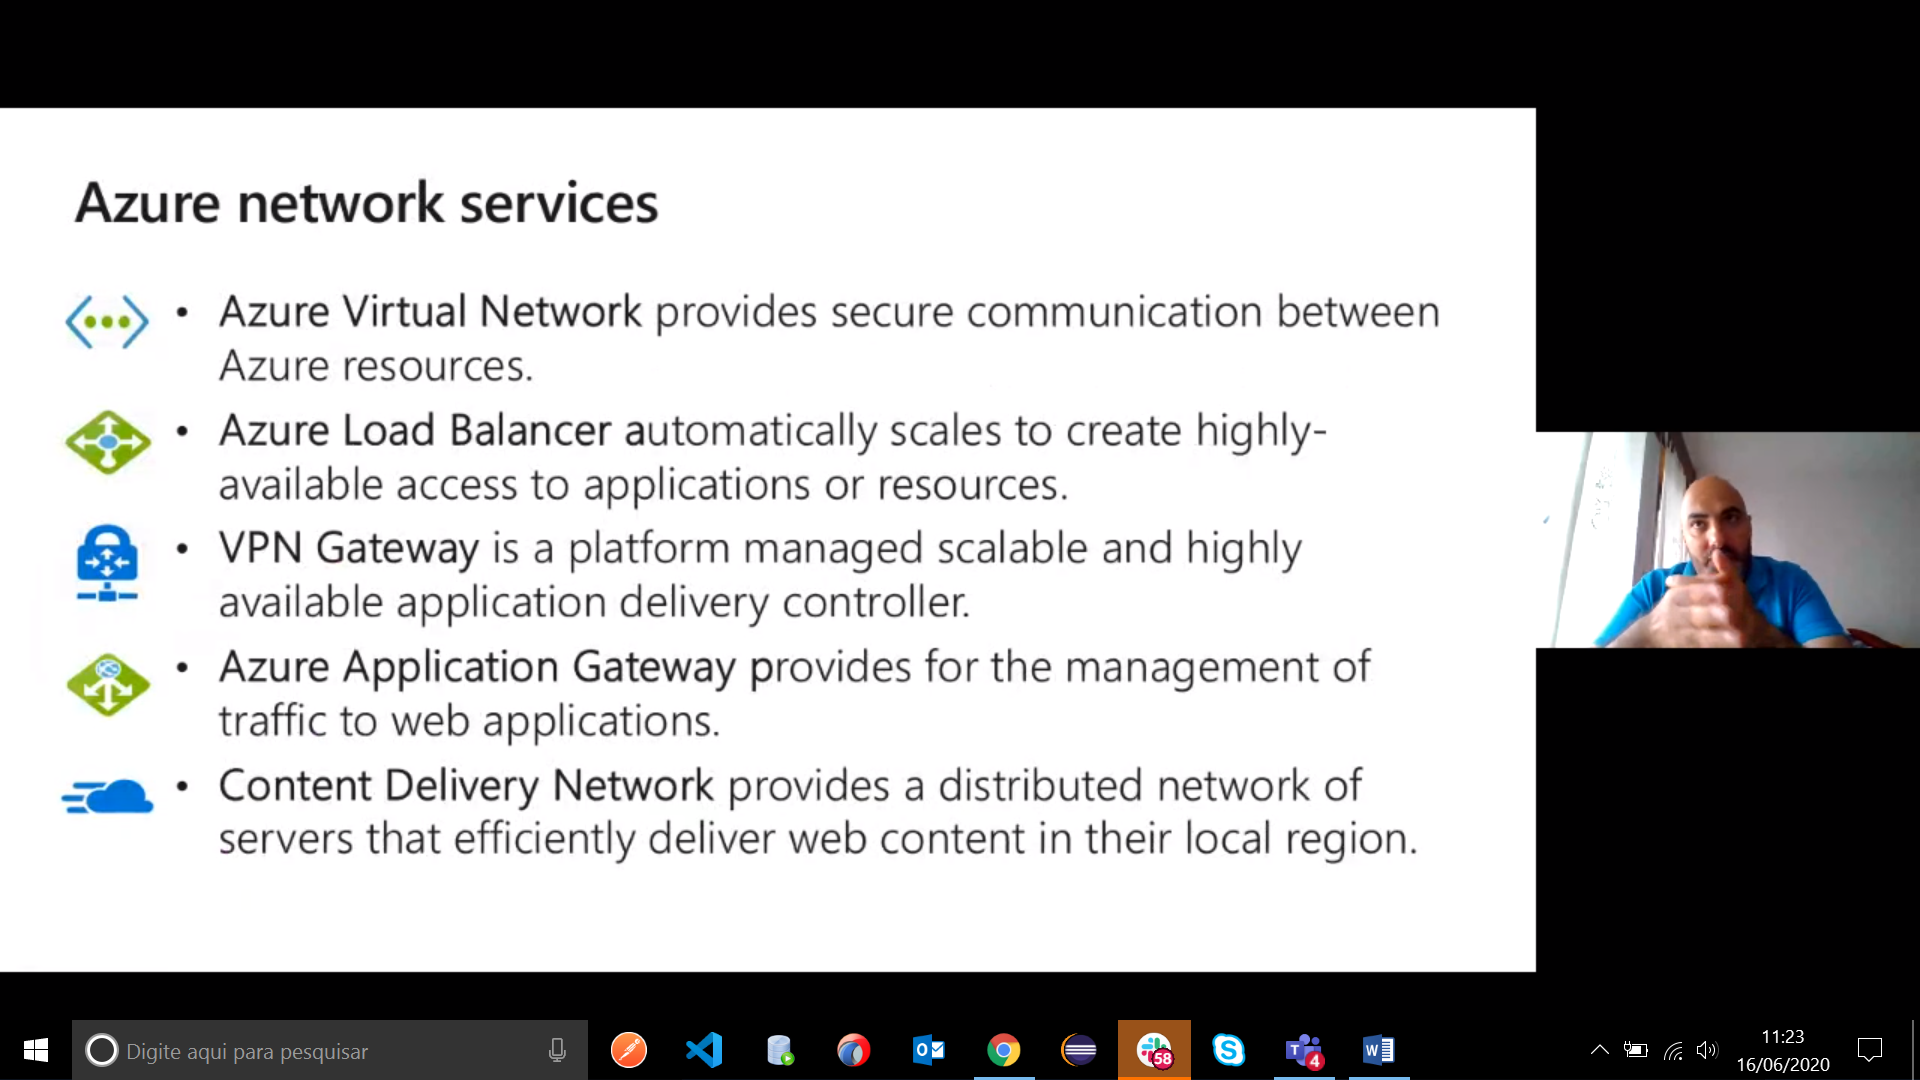 Azure network services
• Azure Virtual Network provides secure communication between
Azure resources.
• Azure Load Balancer automatically scales to create highly-
available access to applications or resources.
• VPN Gateway is a platform managed scalable and highly
available application delivery controller.
• Azure Application Gateway provides for the management of
traffic to web applications.
• Content Delivery Network provides a distributed network of
servers that efficiently deliver web content in their local region.
Digite aqui para pesquisar
58
4
11:23
16/06/2020